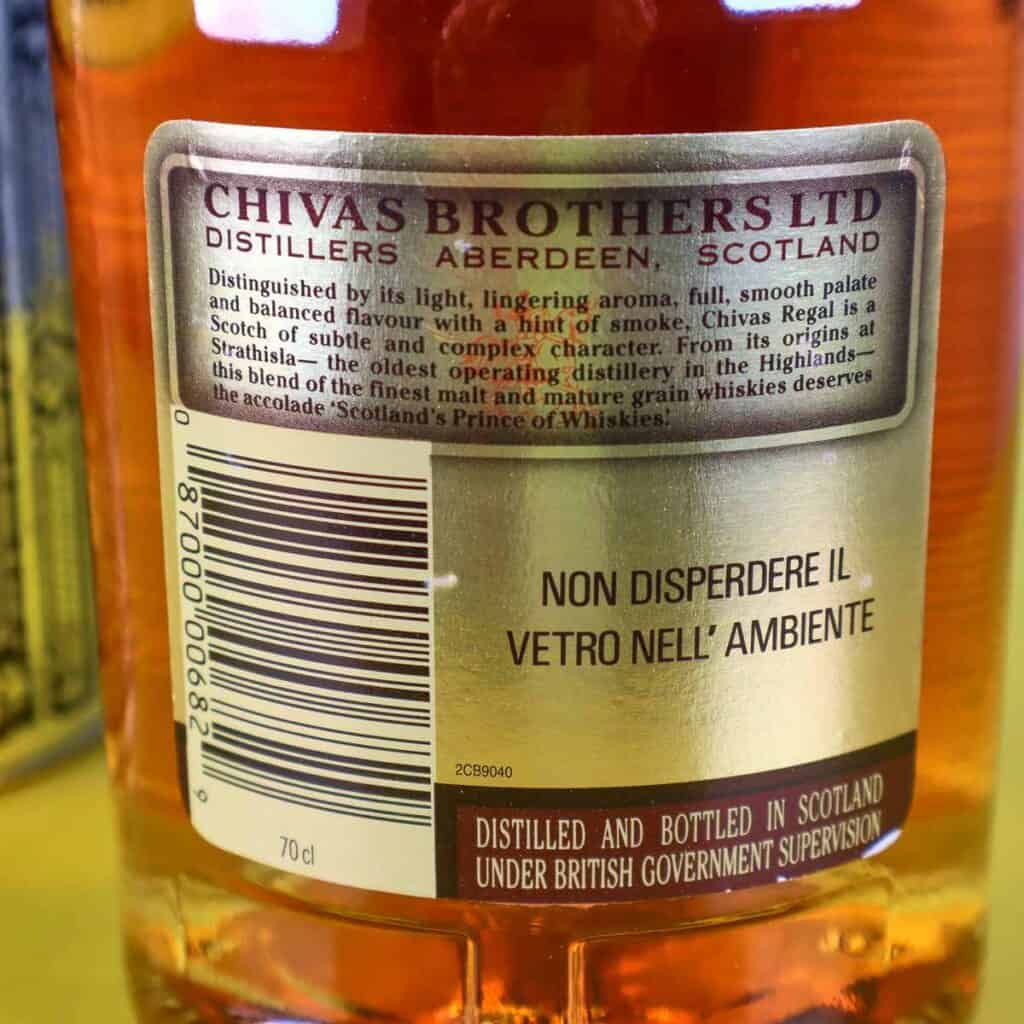 CHIVAS BROTHERS LTD
DISTILLERS ABERDEEN, SCOTLAND
Distinguished by its light, lingering aroma, full, smooth palate
and balanced flavour with a hint of smoke, Chivas Regal is a
Scotch of subtle and complex character. From its origins at
Strathisla— the oldest operating distillery in the Highlands—
this blend of the finest malt and mature grain whiskies deserves
the accolade ‘Scotland's Prince of Whiskies.’
0 87000 00682 9
NON DISPERDERE IL
VETRO NELL' AMBIENTE
2CB9040
70 cl
DISTILLED AND BOTTLED IN SCOTLAND
UNDER BRITISH GOVERNMENT SUPERVISION